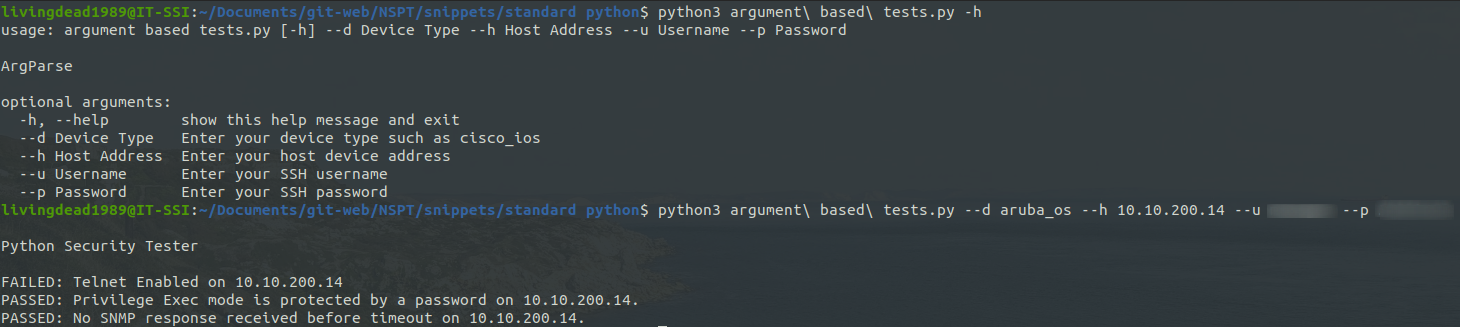 livingdead1989@IT-SSI:~/Documents/git-web/NSPT/snippets/standard python$ python3 argument\ based\ tests.py -h
usage: argument based tests.py [-h] --d Device Type --h Host Address --u Username --p Password
ArgParse
optional arguments:
-h, --help show this help message and exit
--d Device Type Enter your device type such as cisco_ios
--h Host Address Enter your host device address
--u Username Enter your SSH username
--p Password Enter your SSH password
livingdead1989@IT-SSI:~/Documents/git-web/NSPT/snippets/standard python$ python3 argument\ based\ tests.py --d aruba_os --h 10.10.200.14 --u --p
Python Security Tester
FAILED: Telnet Enabled on 10.10.200.14
PASSED: Privilege Exec mode is protected by a password on 10.10.200.14.
PASSED: No SNMP response received before timeout on 10.10.200.14.